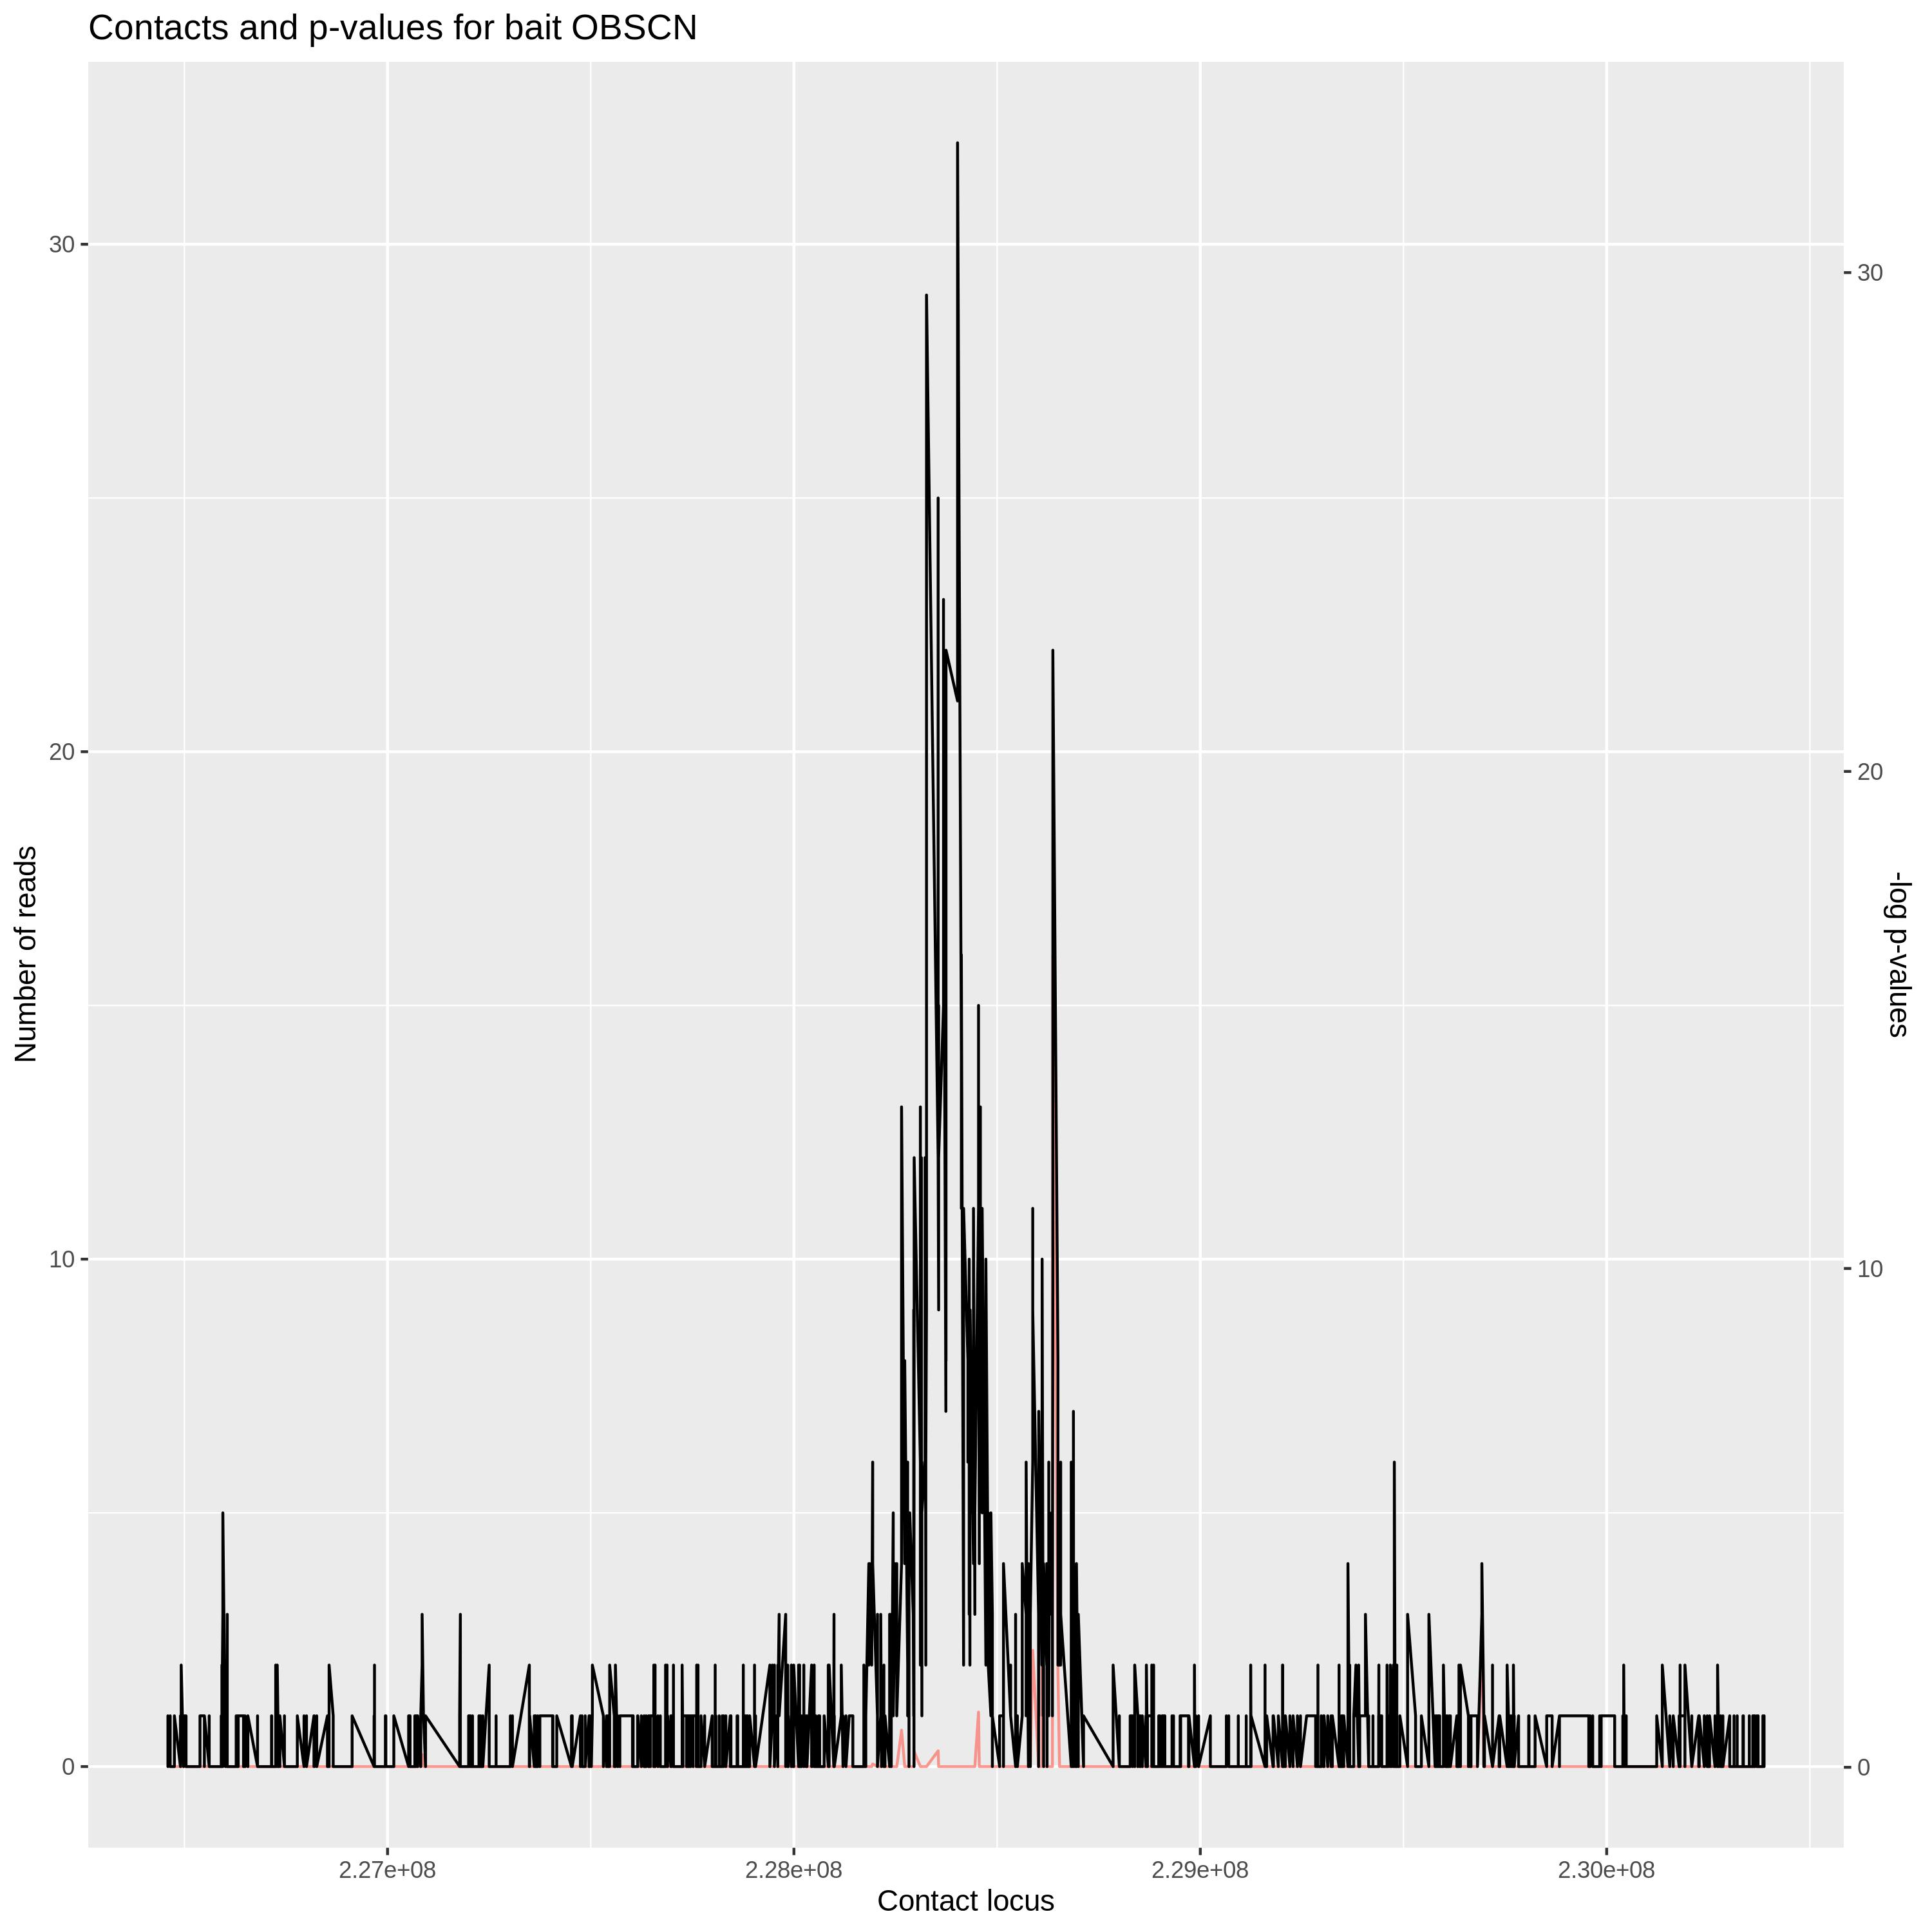 Contacts and p-values for bait OBSCN
30
20
10
0
Number of reads
30
20
10
0
-log p-values
2.27e+08
2.28e+08
2.29e+08
2.30e+08
Contact locus